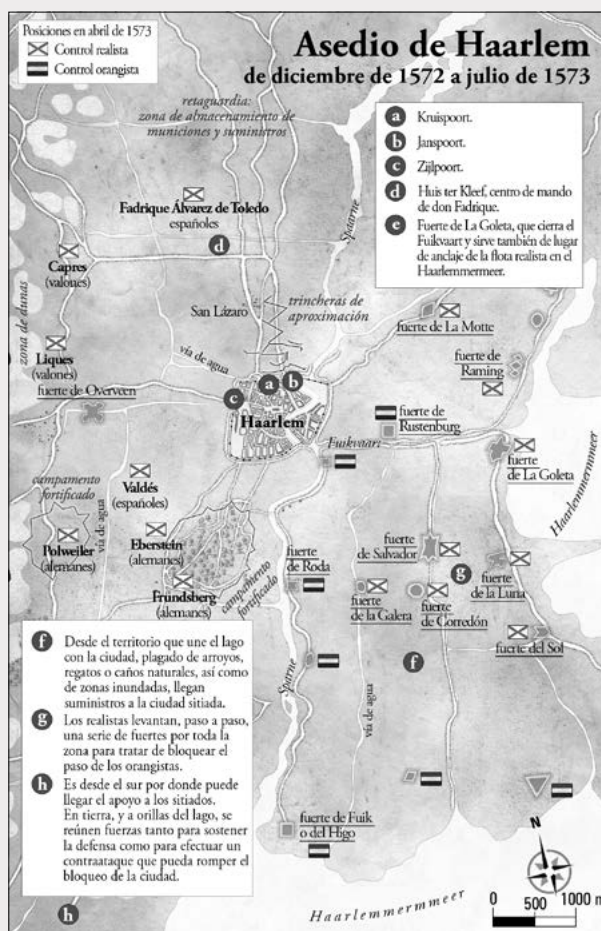 Posiciones en abril de 1573
Control realista
Control orangista
Asedio de Haarlem
de diciembre de 1572 a julio de 1573
a Kruispoort.
b Janspoort.
c Zijlpoort.
d Huis ter Kleef, centro de mando
de don Fadrique.
e Fuerte de La Goleta, que cierra el
Fuikvaart y sirve también de lugar
de anclaje de la flota realista en el
Haarlemmermeer.
retaguardia:
zona de almacenamiento de
municiones y suministros
Fadrique Álvarez de Toledo
españoles
d
Spaarne
Capres
(valones)
zona de dunas
San Lázaro
trincheras de
aproximación
fuerte de La Motte
Liques
(valones)
vía de agua
fuerte de
Raming
fuerte de Overveen
a
b
c
Haarlem
fuerte de
Rustenburg
Fuikvaart
fuerte
de La Goleta
Haarlemmermeer
campamento
fortificado
Valdés
(españoles)
vía de agua
Polweiler
(alemanes)
Eberstein
(alemanes)
Frundsberg
(alemanes)
campamento
fortificado
fuerte
de Roda
fuerte
de Salvador
g
fuerte
de la Luna
fuerte
de la Galera
fuerte
de Corredón
fuerte del Sol
f
Sparne
vía de agua
f Desde el territorio que une el lago
con la ciudad, plagado de arroyos,
regatos o caños naturales, así como
de zonas inundadas, llegan
suministros a la ciudad sitiada.
g Los realistas levantan, paso a paso,
una serie de fuertes por toda la
zona para tratar de bloquear el
paso de los orangistas.
h Es desde el sur por donde puede
llegar el apoyo a los sitiados.
En tierra, y a orillas del lago, se
reúnen fuerzas tanto para sostener
la defensa como para efectuar un
contraataque que pueda romper el
bloqueo de la ciudad.
fuerte de Fuik
o del Higo
h
Haarlemmermmeer
N
0 500 1000 m